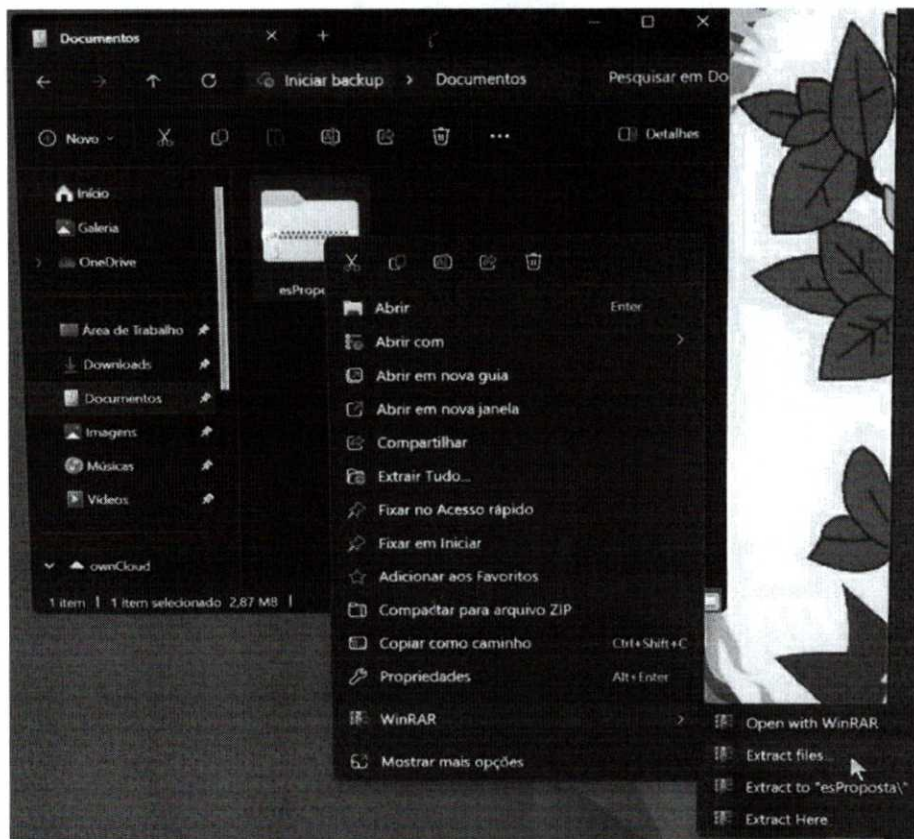 Documentos
Iniciar backup > Documentos
Pesquisar em Do
Novo
Detalhes
Início
Galeria
OneDrive
Área de Trabalho
Downloads
Documentos
Imagens
Músicas
Vídeos
ownCloud
1 item | 1 item selecionado 2,87 MB |
esPropo
Abrir Enter
Abrir com
Abrir em nova guia
Abrir em nova janela
Compartilhar
Extrair Tudo...
Fixar no Acesso rápido
Fixar em Iniciar
Adicionar aos Favoritos
Compactar para arquivo ZIP
Copiar como caminho Ctrl+Shift+C
Propriedades Alt+Enter
WinRAR
Mostrar mais opções
Open with WinRAR
Extract files...
Extract to "esProposta\"
Extract Here